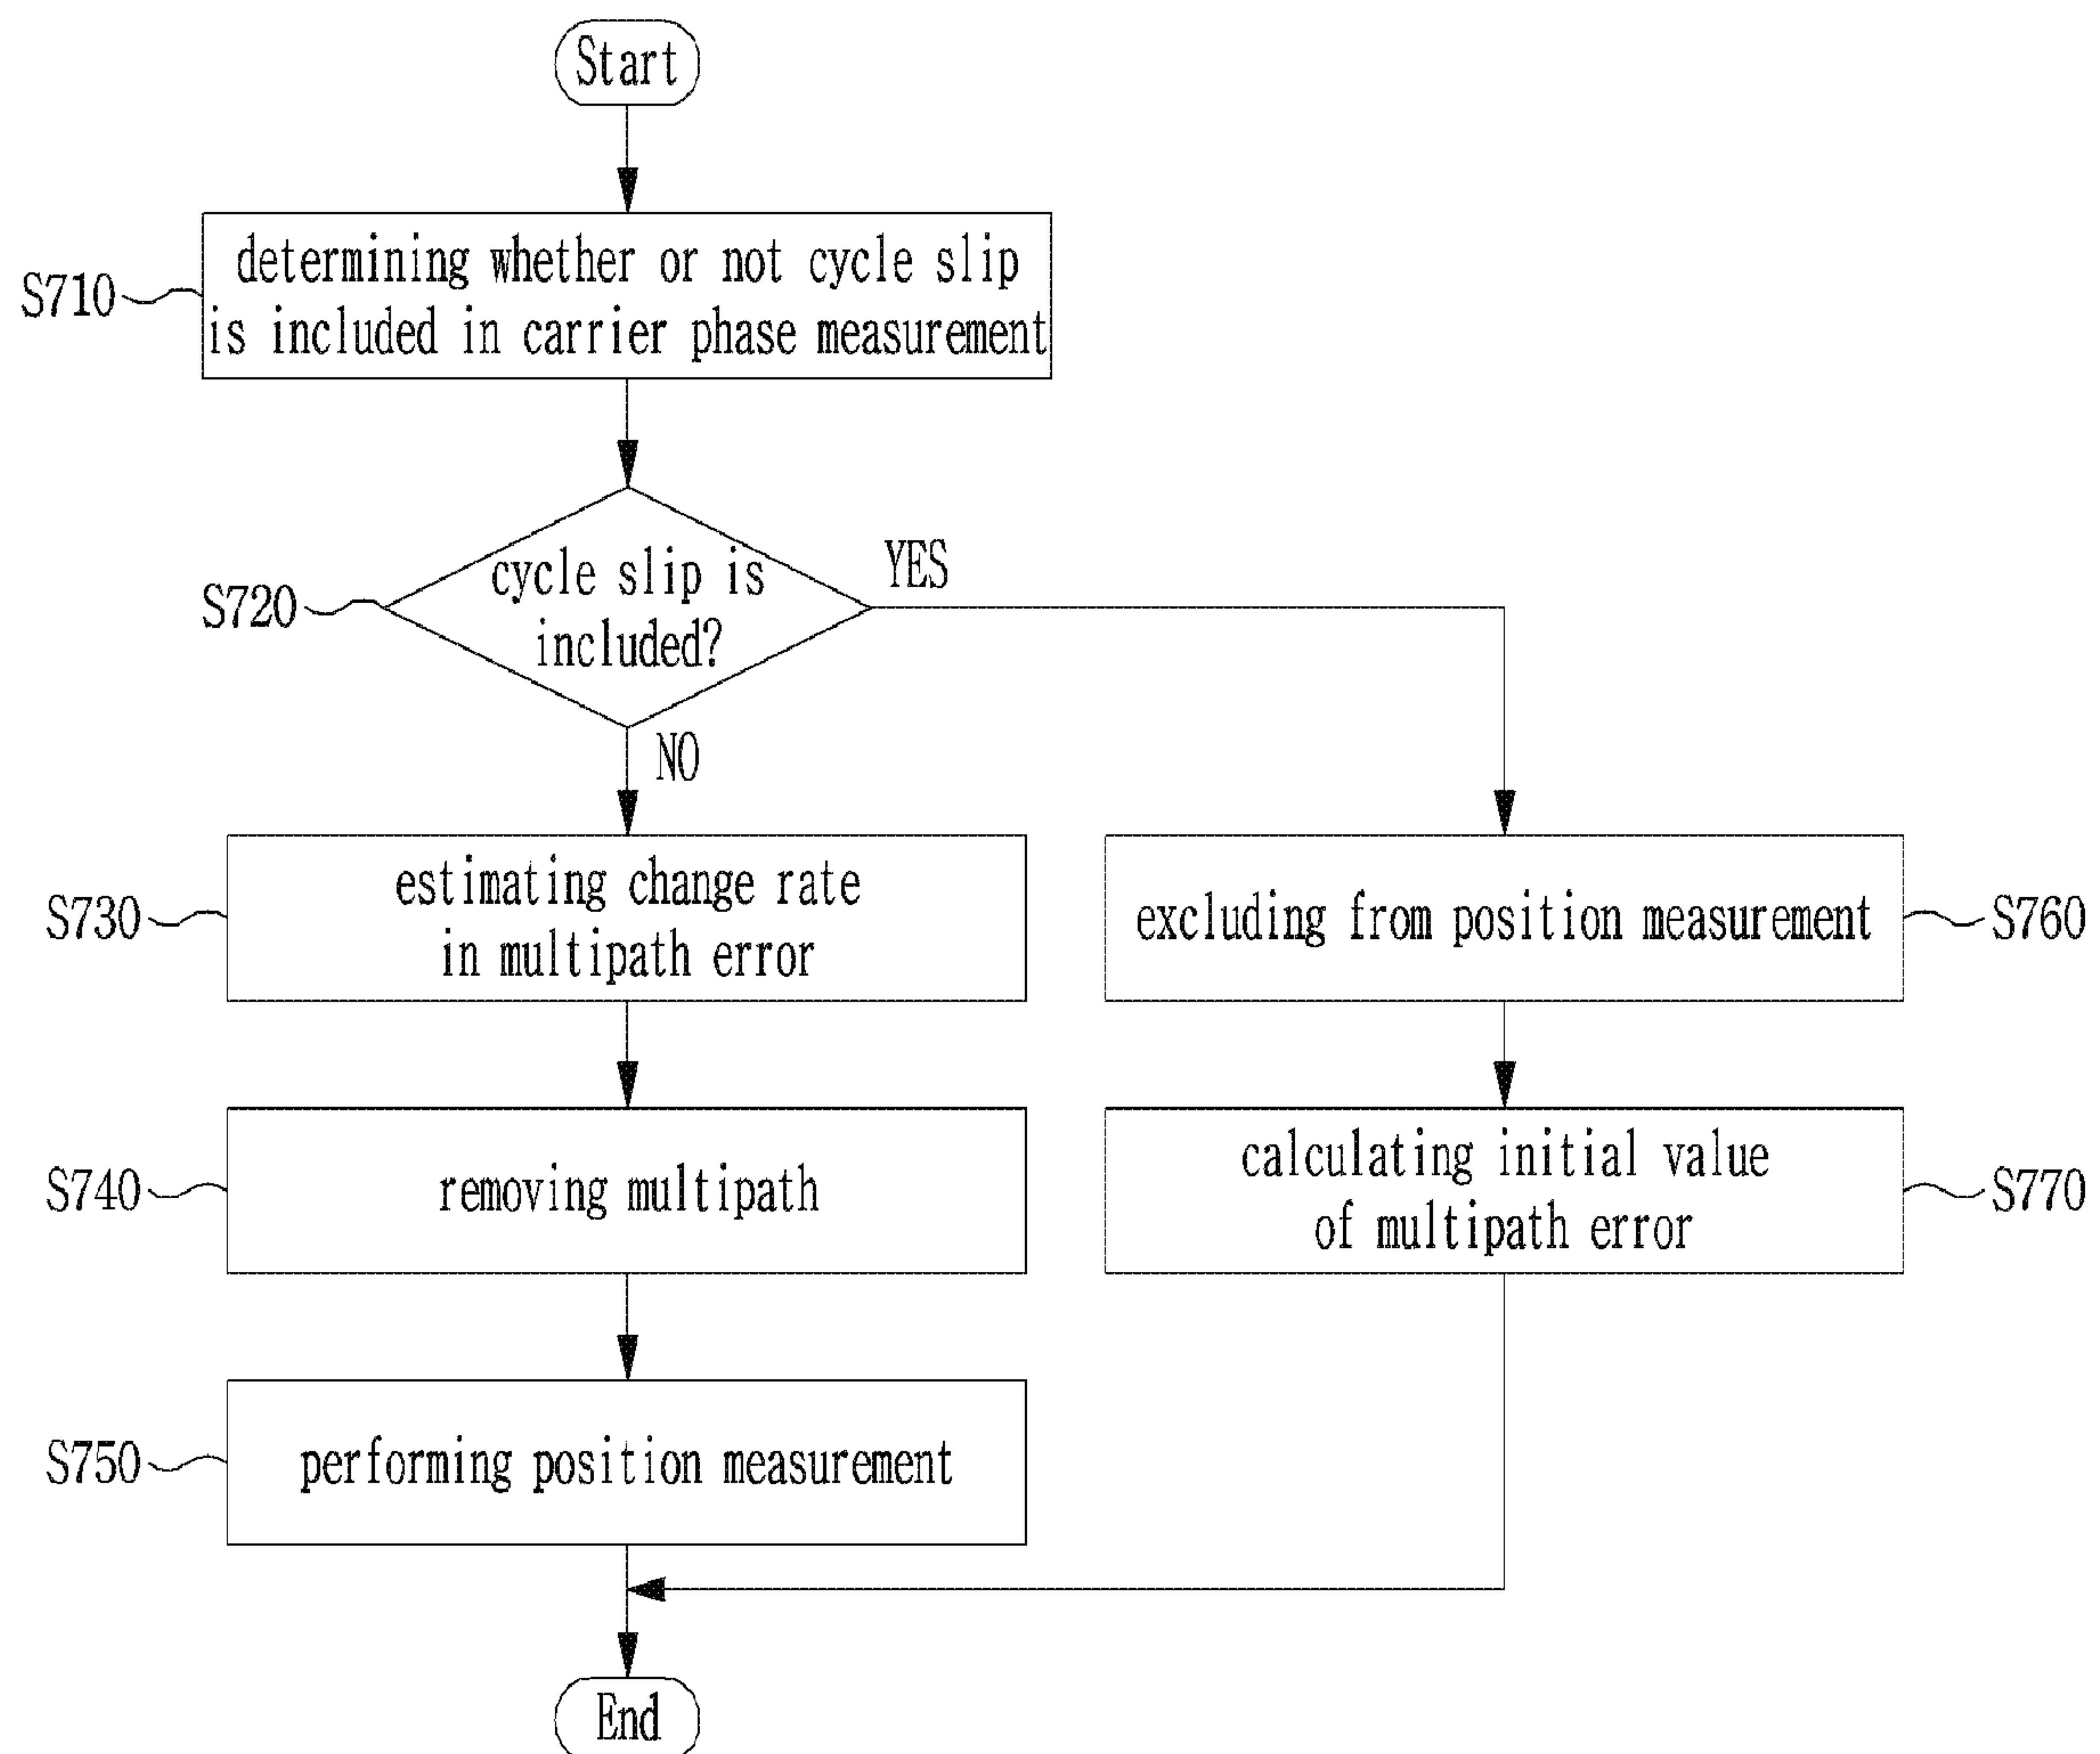 Start
S710
determining whether or not cycle slip
is included in carrier phase measurement
S720
cycle slip is
included?
YES
NO
S730
estimating change rate
in multipath error
excluding from position measurement
S760
S740
removing multipath
calculating initial value
of multipath error
S770
S750
performing position measurement
End